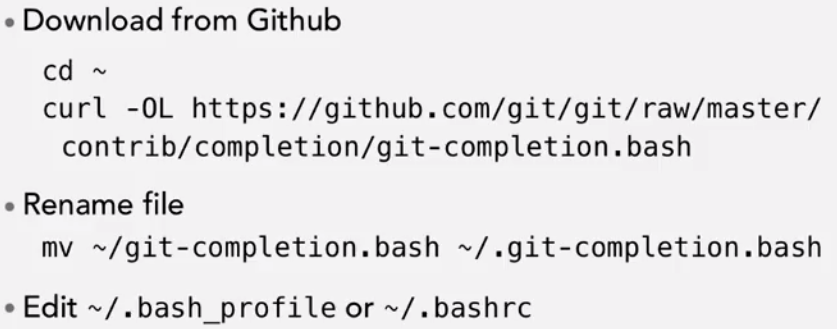 • Download from Github
cd ~
curl -OL https://github.com/git/git/raw/master/
contrib/completion/git-completion.bash
• Rename file
mv ~/git-completion.bash ~/.git-completion.bash
• Edit ~/.bash_profile or ~/.bashrc